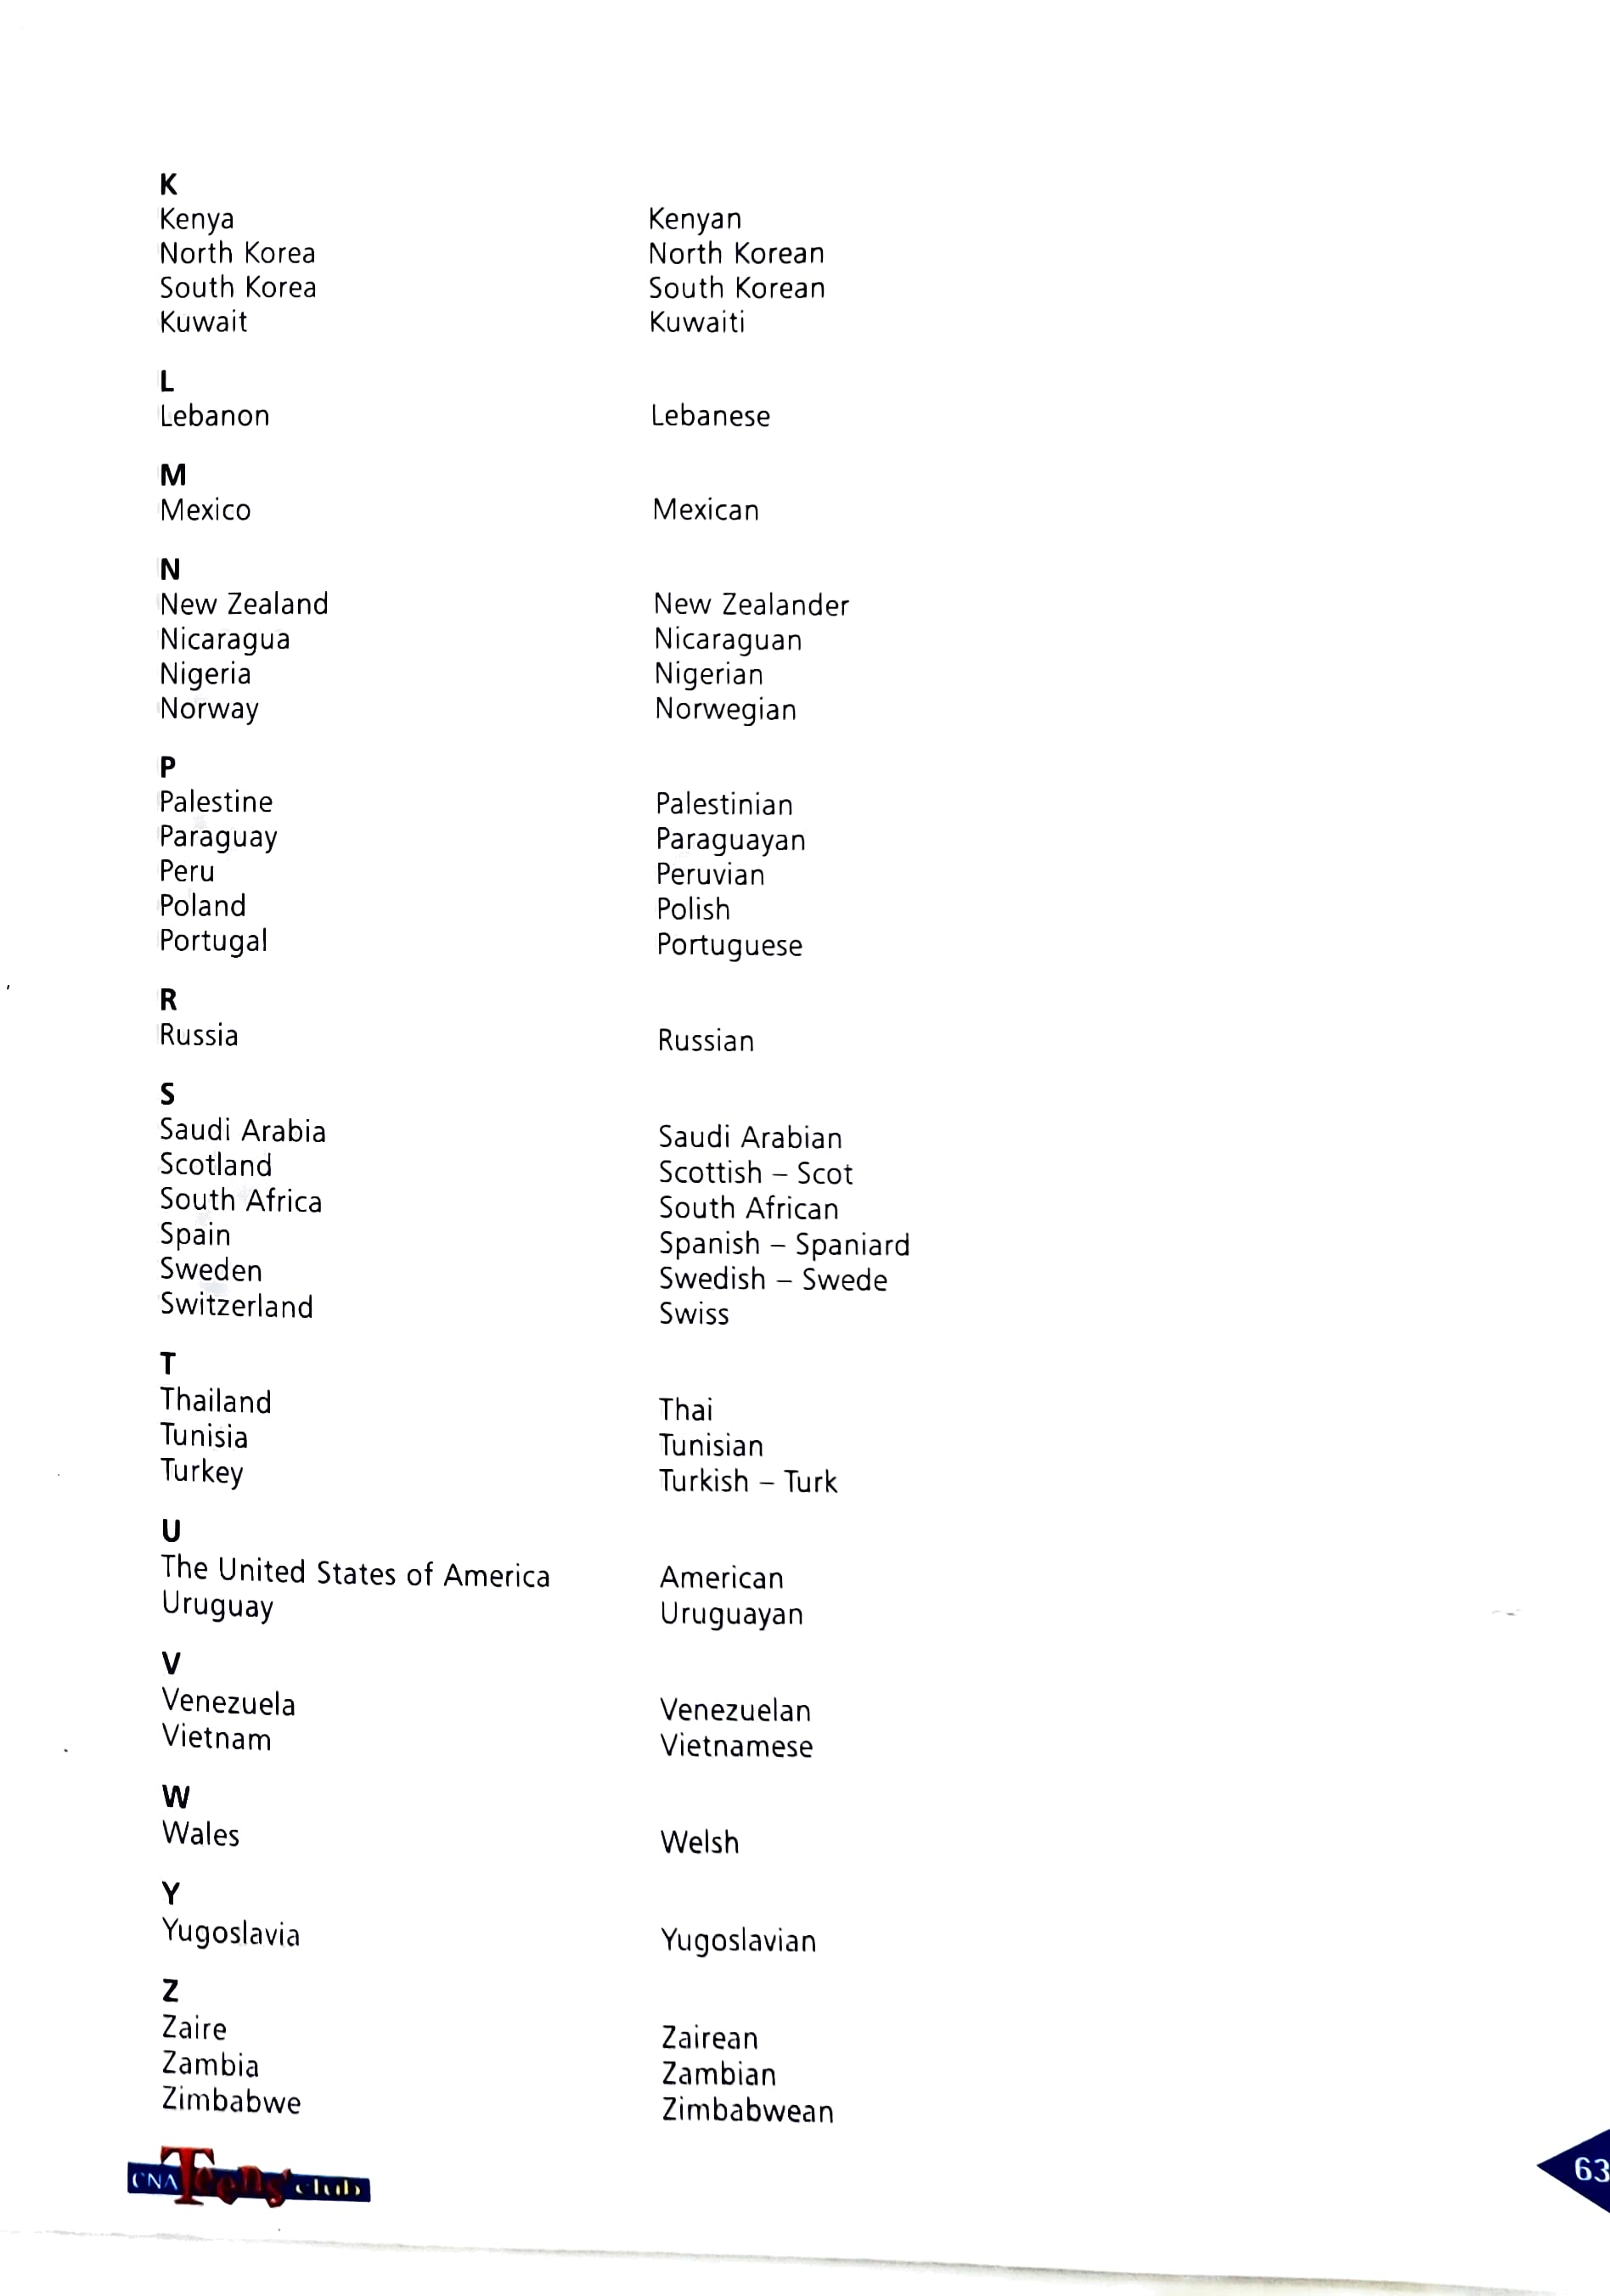 K
Kenya Kenyan
North Korea North Korean
South Korea South Korean
Kuwait Kuwaiti
L
Lebanon Lebanese
M
Mexico Mexican
N
New Zealand New Zealander
Nicaragua Nicaraguan
Nigeria Nigerian
Norway Norwegian
P
Palestine Palestinian
Paraguay Paraguayan
Peru Peruvian
Poland Polish
Portugal Portuguese
R
Russia Russian
S
Saudi Arabia Saudi Arabian
Scotland Scottish – Scot
South Africa South African
Spain Spanish – Spaniard
Sweden Swedish – Swede
Switzerland Swiss
T
Thailand Thai
Tunisia Tunisian
Turkey Turkish – Turk
U
The United States of America American
Uruguay Uruguayan
V
Venezuela Venezuelan
Vietnam Vietnamese
W
Wales Welsh
Y
Yugoslavia Yugoslavian
Z
Zaire Zairean
Zambia Zambian
Zimbabwe Zimbabwean
CNA Teens' club
63